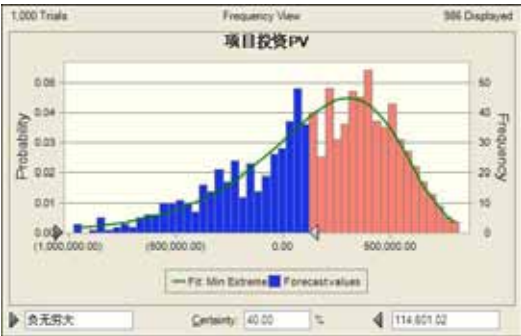 1,000 Trials Frequency View 986 Displayed
项目投资PV
Probability
Frequency
0.05 50
0.04 40
0.03 30
0.02 20
0.01 10
0.00 0
(1,000,000.00) (500,000.00) 0.00 500,000.00
Fit: Min Extreme Forecast values
负无穷大 Certainty: 40.00 % 114,601.02